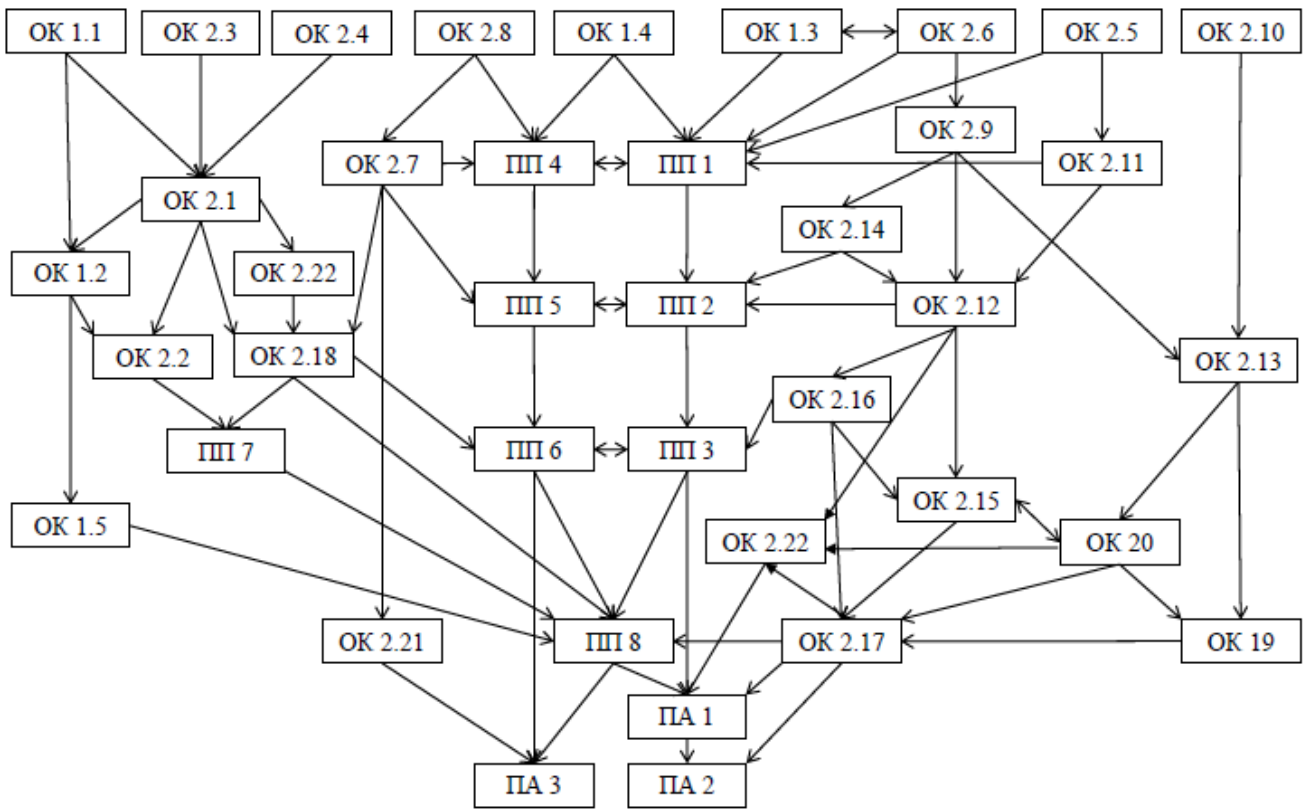 ОК 1.1
ОК 2.3
ОК 2.4
ОК 2.8
ОК 1.4
ОК 1.3
ОК 2.6
ОК 2.5
ОК 2.10
ОК 2.9
ОК 2.7
ПП 4
ПП 1
ОК 2.11
ОК 2.1
ОК 2.14
ОК 1.2
ОК 2.22
ПП 5
ПП 2
ОК 2.12
ОК 2.2
ОК 2.18
ОК 2.13
ОК 2.16
ПП 7
ПП 6
ПП 3
ОК 2.15
ОК 1.5
ОК 2.22
ОК 20
ОК 2.21
ПП 8
ОК 2.17
ОК 19
ПА 1
ПА 3
ПА 2